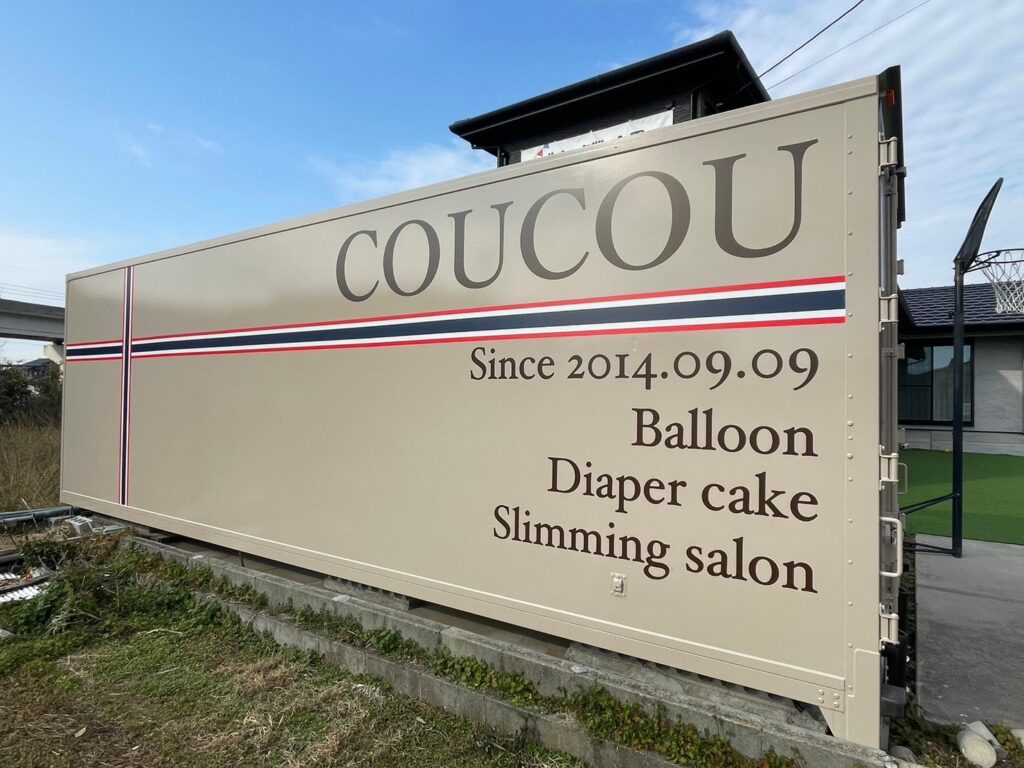 COUCOU
Since 2014.09.09
Balloon
Diaper cake
Slimming salon